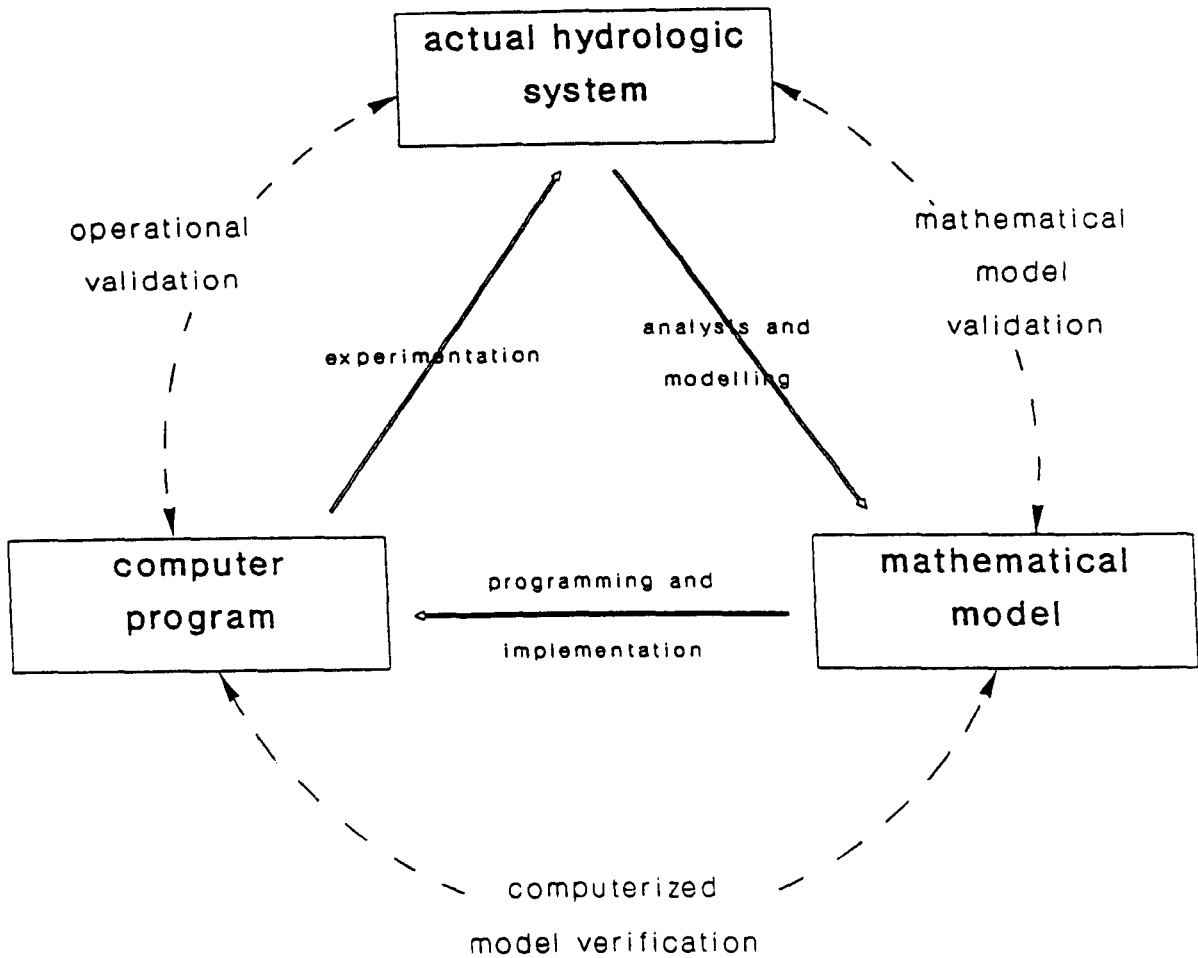 actual hydrologic
system
operational
validation
mathematical
model
validation
experimentation
analysis and
modelling
computer
program
programming and
implementation
mathematical
model
computerized
model verification